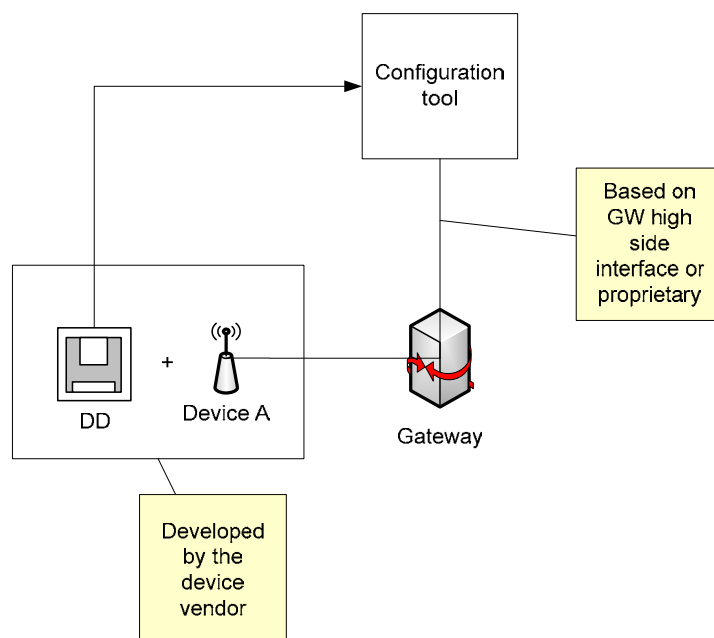 Configuration
tool
Based on
GW high
side
interface or
proprietary
+
DD
Device A
Gateway
Developed
by the
device
vendor